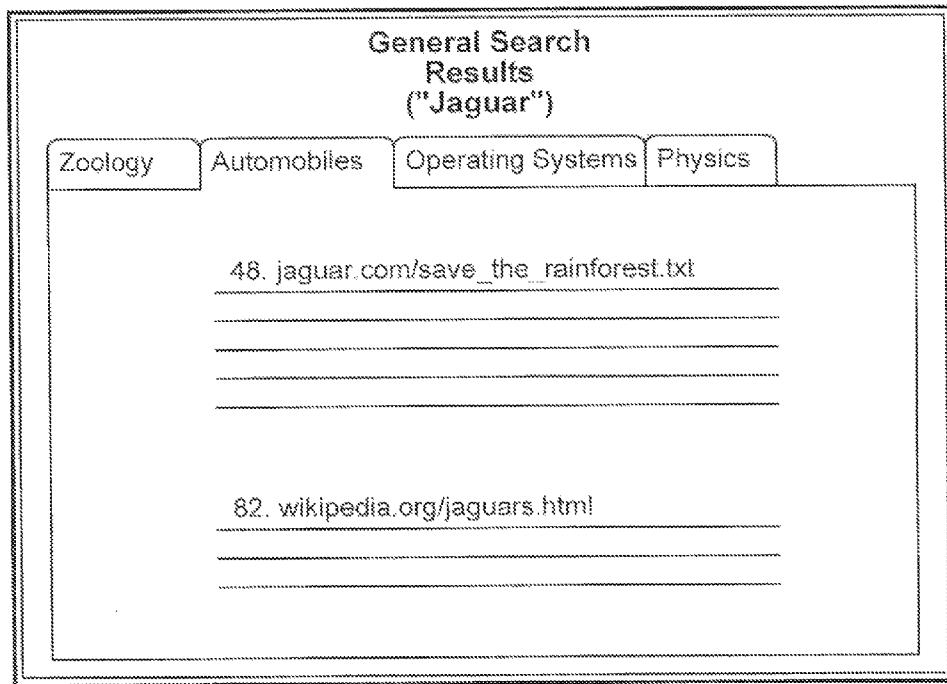 General Search
Results
("Jaguar")
Zoology Automobiles Operating Systems Physics
48. jaguar.com/save_the_rainforest.txt
82. wikipedia.org/jaguars.html